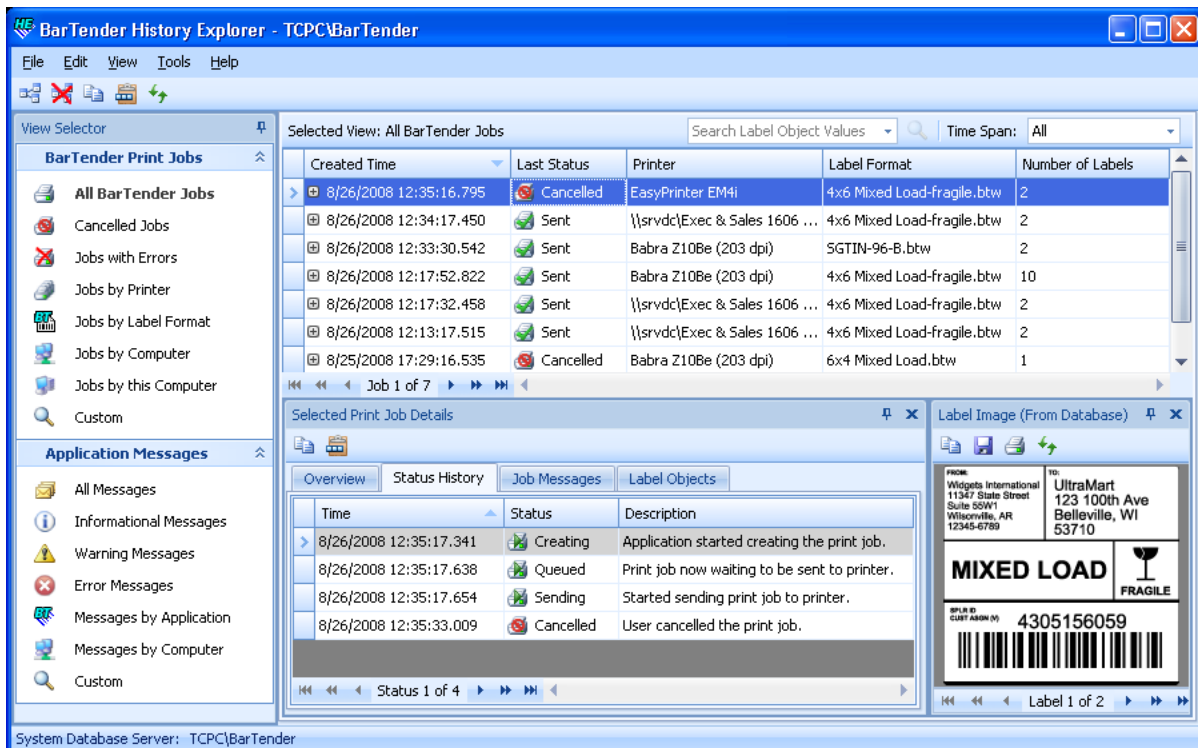 BarTender History Explorer - TCPC\BarTender
File Edit View Tools Help
View Selector
BarTender Print Jobs
All BarTender Jobs
Cancelled Jobs
Jobs with Errors
Jobs by Printer
Jobs by Label Format
Jobs by Computer
Jobs by this Computer
Custom
Application Messages
All Messages
Informational Messages
Warning Messages
Error Messages
Messages by Application
Messages by Computer
Custom
Selected View: All BarTender Jobs Search Label Object Values Time Span: All
Created Time Last Status Printer Label Format Number of Labels
8/26/2008 12:35:16.795 Cancelled EasyPrinter EM4i 4x6 Mixed Load-fragile.btw 2
8/26/2008 12:34:17.450 Sent \\srvdc\Exec & Sales 1606 ... 4x6 Mixed Load-fragile.btw 2
8/26/2008 12:33:30.542 Sent Babra Z10Be (203 dpi) SGTIN-96-B.btw 2
8/26/2008 12:17:52.822 Sent Babra Z10Be (203 dpi) 4x6 Mixed Load-fragile.btw 10
8/26/2008 12:17:32.458 Sent \\srvdc\Exec & Sales 1606 ... 4x6 Mixed Load-fragile.btw 2
8/26/2008 12:13:17.515 Sent \\srvdc\Exec & Sales 1606 ... 4x6 Mixed Load-fragile.btw 2
8/25/2008 17:29:16.535 Cancelled Babra Z10Be (203 dpi) 6x4 Mixed Load.btw 1
Job 1 of 7
Selected Print Job Details
Overview Status History Job Messages Label Objects
Time Status Description
8/26/2008 12:35:17.341 Creating Application started creating the print job.
8/26/2008 12:35:17.638 Queued Print job now waiting to be sent to printer.
8/26/2008 12:35:17.654 Sending Started sending print job to printer.
8/26/2008 12:35:33.009 Cancelled User cancelled the print job.
Status 1 of 4
Label Image (From Database)
FROM:
Widgets International
11347 State Street
Suite 55W1
Wilsonville, AR
12345-6789
TO:
UltraMart
123 100th Ave
Belleville, WI
53710
MIXED LOAD
FRAGILE
SPLR ID
CUST ASGN (V)
4305156059
Label 1 of 2
System Database Server: TCPC\BarTender